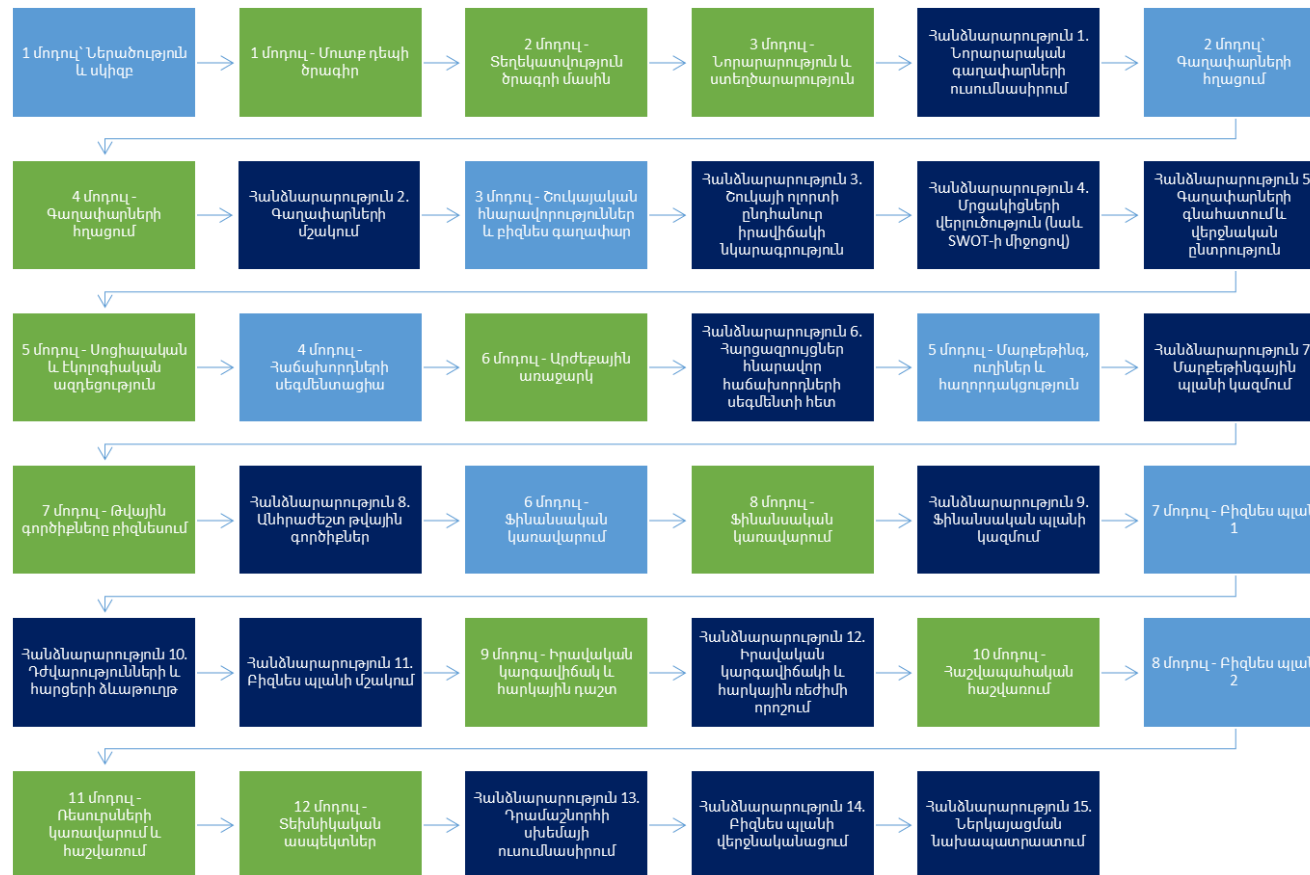 1 մոդուլ՝ Ներածություն
և սկիզբ
1 մոդուլ - Մուտք դեպի
ծրագիր
2 մոդուլ -
Տեղեկատվություն
ծրագրի մասին
3 մոդուլ -
Նորարարություն և
ստեղծարարություն
Հանձնարարություն 1.
Նորարարական
գաղափարների
ուսումնասիրում
2 մոդուլ՝
Գաղափարների
հղացում
4 մոդուլ -
Գաղափարների
հղացում
Հանձնարարություն 2.
Գաղափարների
մշակում
3 մոդուլ - Շուկայական
հնարավորություններ
և բիզնես գաղափար
Հանձնարարություն 3.
Շուկայի ոլորտի
ընդհանուր
իրավիճակի
նկարագրություն
Հանձնարարություն 4.
Մրցակիցների
վերլուծություն (նաև
SWOT-ի միջոցով)
Հանձնարարություն 5
Գաղափարների
գնահատում և
վերջնական
ընտրություն
5 մոդուլ - Սոցիալական
և էկոլոգիական
ազդեցություն
4 մոդուլ -
Հաճախորդների
սեգմենտացիա
6 մոդուլ - Արժեքային
առաջարկ
Հանձնարարություն 6.
Հարցազրույցներ
հնարավոր
հաճախորդների
սեգմենտի հետ
5 մոդուլ - Մարքեթինգ,
ուղիներ և
հաղորդակցություն
Հանձնարարություն 7
Մարքեթինգային
պլանի կազմում
7 մոդուլ - Թվային
գործիքները բիզնեսում
Հանձնարարություն 8.
Անհրաժեշտ թվային
գործիքներ
6 մոդուլ -
Ֆինանսական
կառավարում
8 մոդուլ -
Ֆինանսական
կառավարում
Հանձնարարություն 9.
Ֆինանսական պլանի
կազմում
7 մոդուլ - Բիզնես պլան
1
Հանձնարարություն 10.
Դժվարությունների և
հարցերի ձևաթուղթ
Հանձնարարություն 11.
Բիզնես պլանի մշակում
9 մոդուլ - Իրավական
կարգավիճակ և
հարկային դաշտ
Հանձնարարություն 12.
Իրավական
կարգավիճակի և
հարկային ռեժիմի
որոշում
10 մոդուլ -
Հաշվապահական
հաշվառում
8 մոդուլ - Բիզնես պլան
2
11 մոդուլ -
Ռեսուրսների
կառավարում և
հաշվառում
12 մոդուլ -
Տեխնիկական
ասպեկտներ
Հանձնարարություն 13.
Դրամաշնորհի
սխեմայի
ուսումնասիրում
Հանձնարարություն 14.
Բիզնես պլանի
վերջնականացում
Հանձնարարություն 15.
Ներկայացման
նախապատրաստում